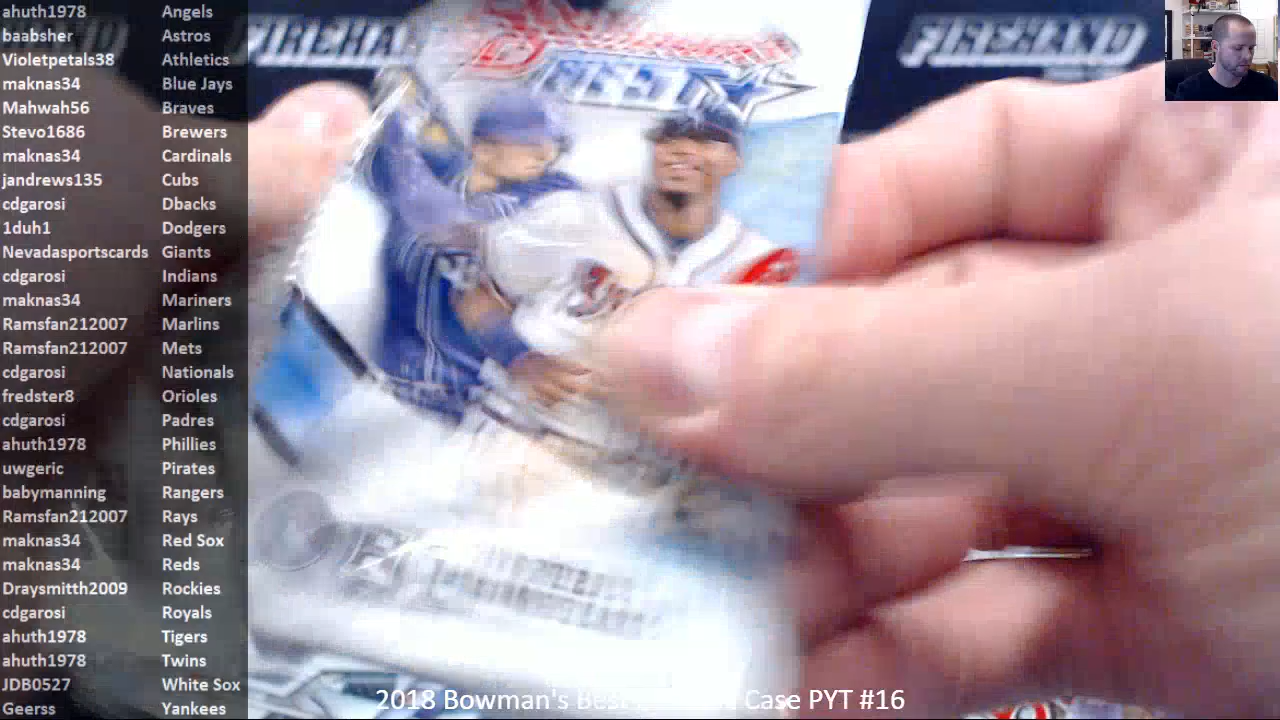 ahuth1978 Angels
baabsher Astros
Violetpetals38 Athletics
maknas34 Blue Jays
Mahwah56 Braves
Stevo1686 Brewers
maknas34 Cardinals
jandrews135 Cubs
cdgarosi Dbacks
1duh1 Dodgers
Nevadasportscards Giants
cdgarosi Indians
maknas34 Mariners
Ramsfan212007 Marlins
Ramsfan212007 Mets
cdgarosi Nationals
fredster8 Orioles
cdgarosi Padres
ahuth1978 Phillies
uwgeric Pirates
babymanning Rangers
Ramsfan212007 Rays
maknas34 Red Sox
maknas34 Reds
Draysmitth2009 Rockies
cdgarosi Royals
ahuth1978 Tigers
ahuth1978 Twins
JDB0527 White Sox
Geerss Yankees
FIREHAND
FIREHAND
BEST
2018 Bowman's Best Case PYT #16